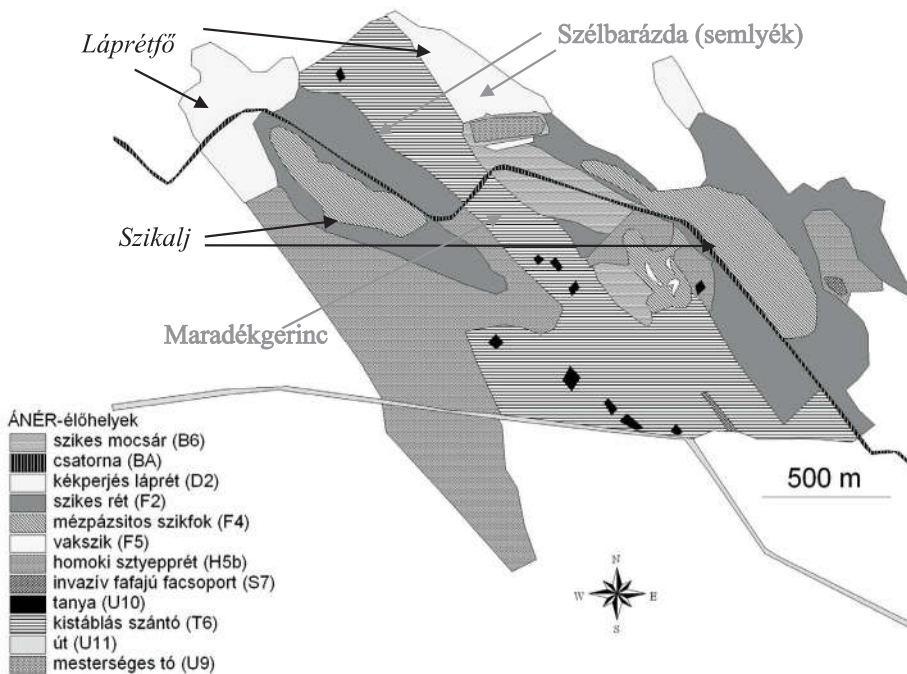 Láprétfő
Szélbarázda (semlyék)
Szikalj
Maradékgerinc
ÁNÉR-élőhelyek
szikes mocsár (B6)
csatorna (BA)
kékperjés láprét (D2)
szikes rét (F2)
mézpázsitos szikfok (F4)
vakszik (F5)
homoki sztyepprét (H5b)
invazív fafajú facsoport (S7)
tanya (U10)
kistáblás szántó (T6)
út (U11)
mesterséges tó (U9)
500 m
N
W E
S